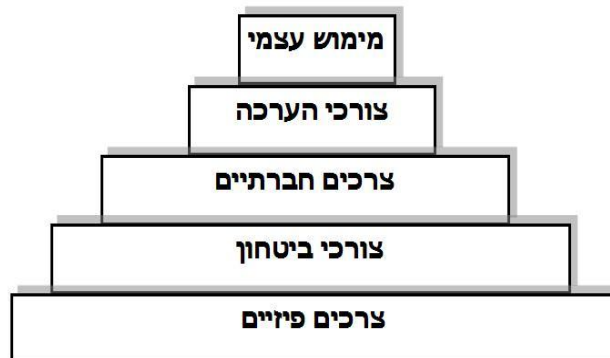 מימוש עצמי
צורכי הערכה
צרכים חברתיים
צורכי ביטחון
צרכים פיזיים